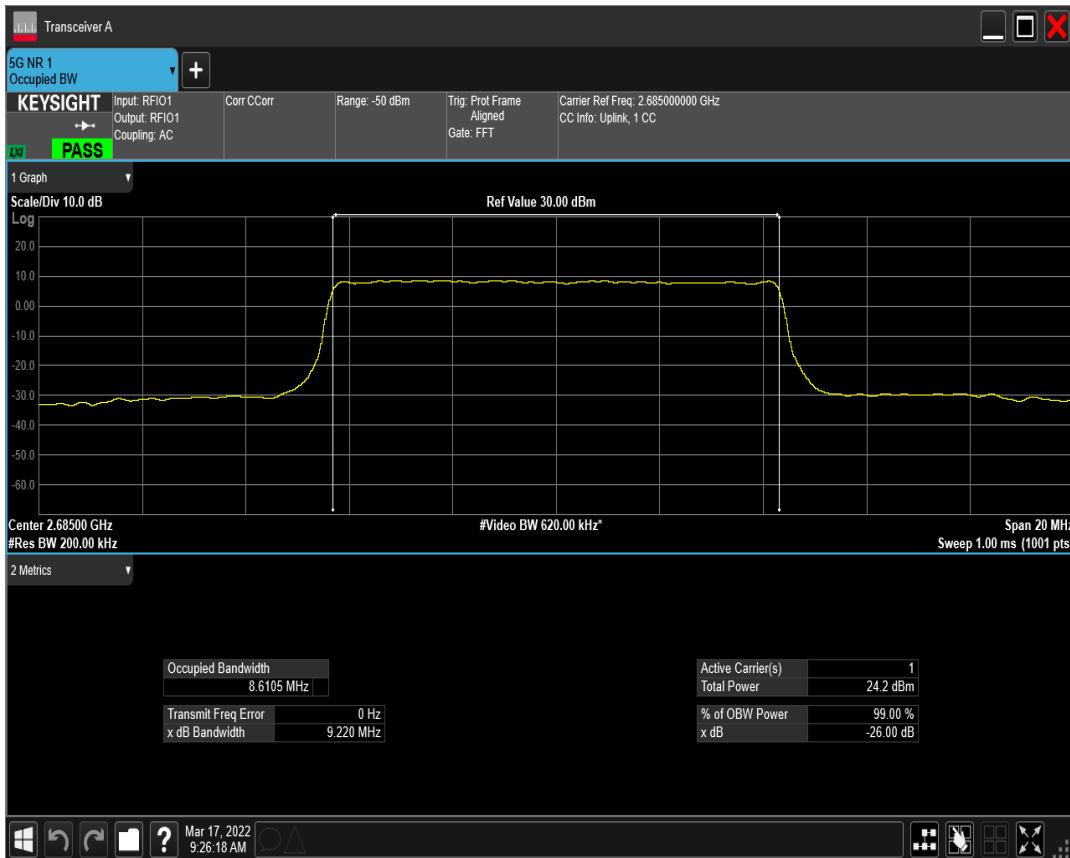 Transceiver A
5G NR 1
Occupied BW
+
KEYSIGHT
LXI
PASS
Input: RFIO1
Output: RFIO1
Coupling: AC
Corr CCorr
Range: -50 dBm
Trig: Prot Frame
Aligned
Gate: FFT
Carrier Ref Freq: 2.685000000 GHz
CC Info: Uplink, 1 CC
1 Graph
Scale/Div 10.0 dB
Ref Value 30.00 dBm
Log
20.0
10.0
0.00
-10.0
-20.0
-30.0
-40.0
-50.0
-60.0
Center 2.68500 GHz
#Video BW 620.00 kHz*
Span 20 MHz
#Res BW 200.00 kHz
Sweep 1.00 ms (1001 pts
2 Metrics
Occupied Bandwidth
8.6105 MHz
Transmit Freq Error 0 Hz
x dB Bandwidth 9.220 MHz
Active Carrier(s) 1
Total Power 24.2 dBm
% of OBW Power 99.00 %
x dB -26.00 dB
?
Mar 17, 2022
9:26:18 AM